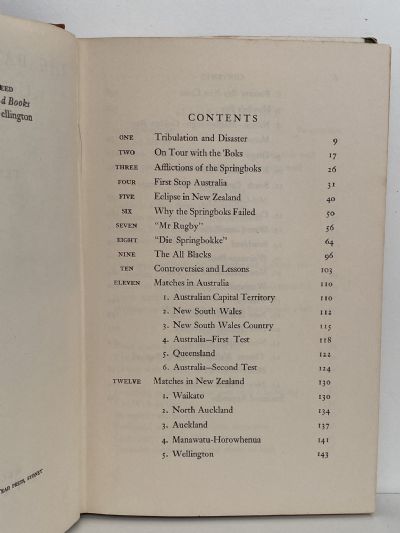 EED
d Books
ellington
EAD PRESS, SYDNEY
CONTENTS
ONE Tribulation and Disaster 9
TWO On Tour with the 'Boks 17
THREE Afflictions of the Springboks 26
FOUR First Stop Australia 31
FIVE Eclipse in New Zealand 40
SIX Why the Springboks Failed 50
SEVEN "Mr Rugby" 56
EIGHT "Die Springbokke" 64
NINE The All Blacks 96
TEN Controversies and Lessons 103
ELEVEN Matches in Australia 110
1. Australian Capital Territory 110
2. New South Wales 112
3. New South Wales Country 115
4. Australia—First Test 118
5. Queensland 122
6. Australia—Second Test 124
TWELVE Matches in New Zealand 130
1. Waikato 130
2. North Auckland 134
3. Auckland 137
4. Manawatu-Horowhenua 141
5. Wellington 143